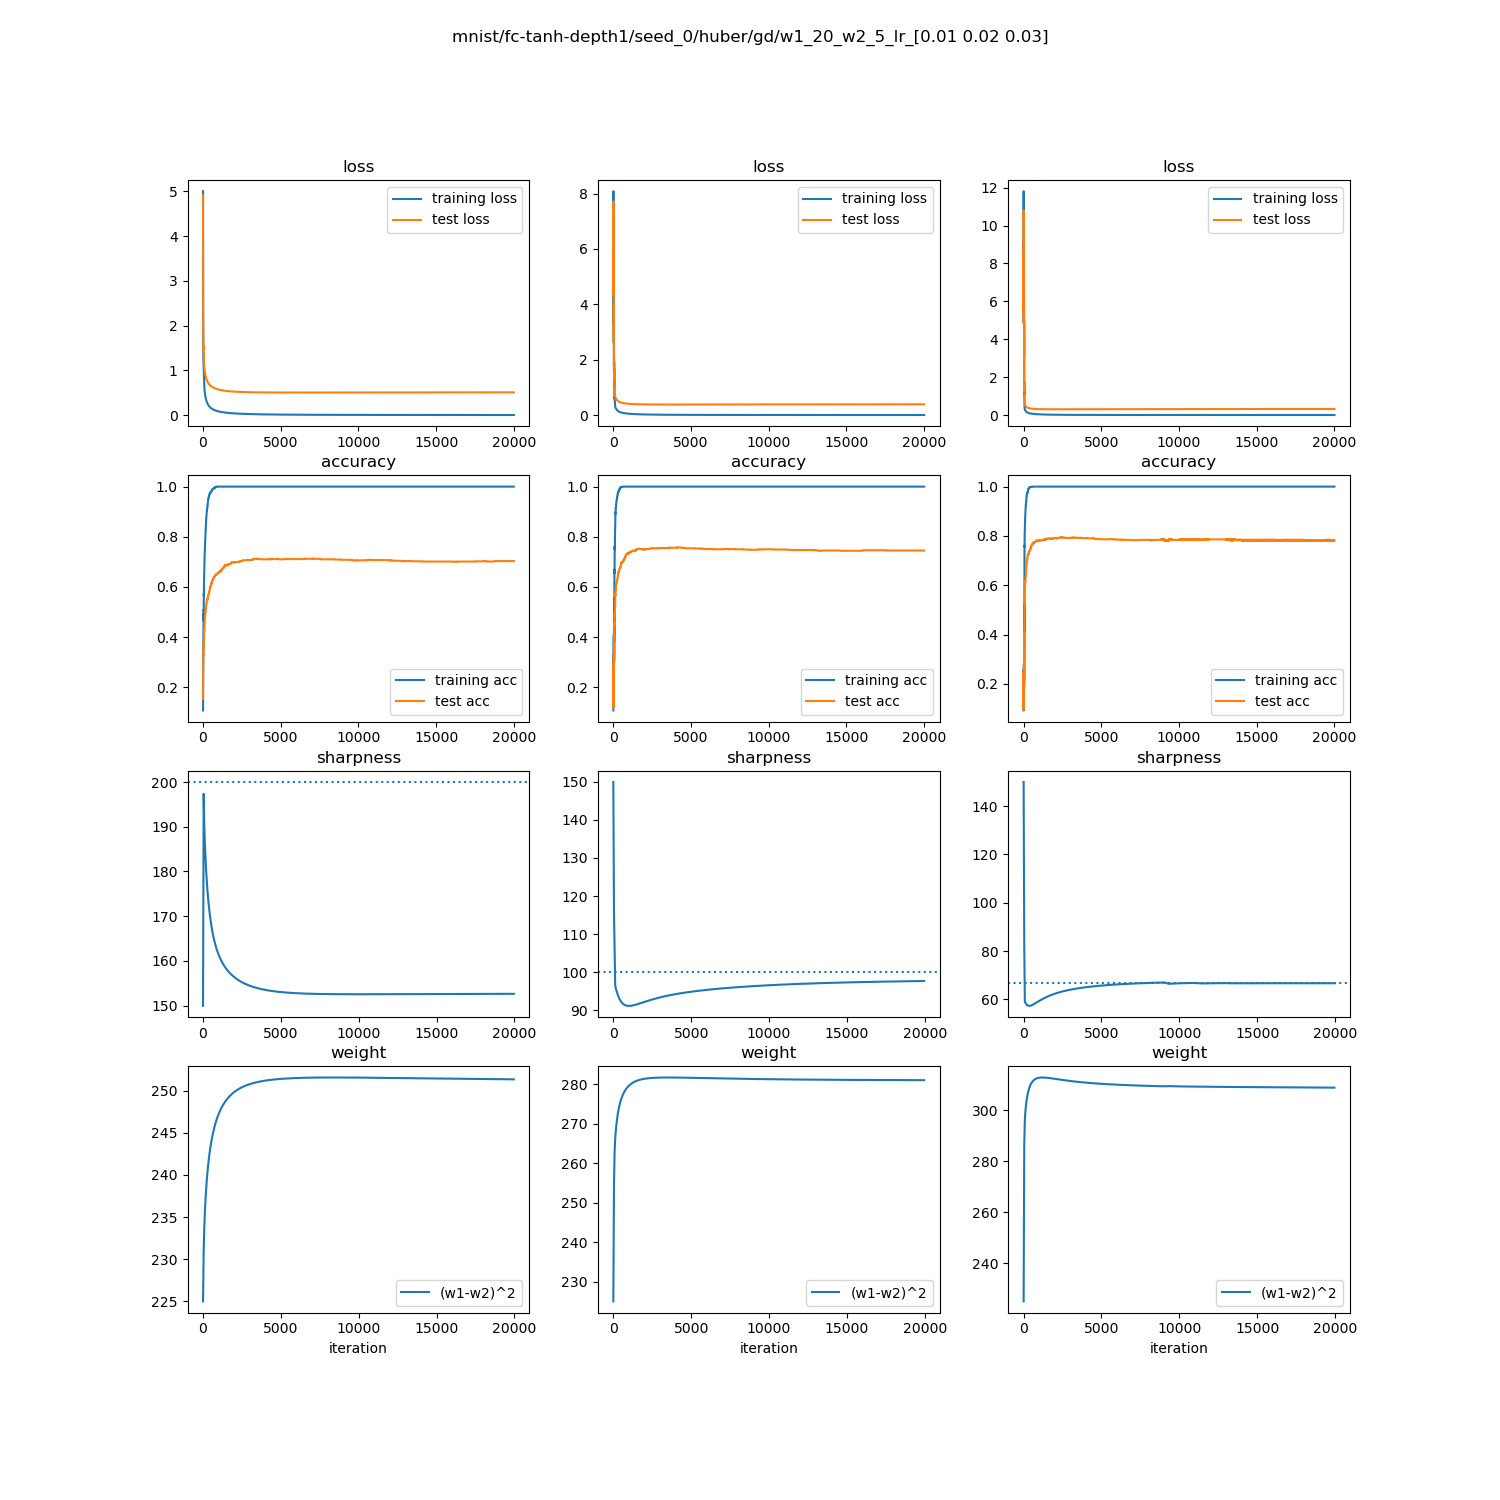 mnist/fc-tanh-depth1/seed_0/huber/gd/w1_20_w2_5_lr_[0.01 0.02 0.03]
loss
loss
loss
5
4
3
2
1
0
training loss
test loss
0 5000 10000 15000 20000
8
6
4
2
0
training loss
test loss
0 5000 10000 15000 20000
12
10
8
6
4
2
0
training loss
test loss
0 5000 10000 15000 20000
accuracy
accuracy
accuracy
1.0
0.8
0.6
0.4
0.2
training acc
test acc
0 5000 10000 15000 20000
1.0
0.8
0.6
0.4
0.2
training acc
test acc
0 5000 10000 15000 20000
1.0
0.8
0.6
0.4
0.2
training acc
test acc
0 5000 10000 15000 20000
sharpness
sharpness
sharpness
200
190
180
170
160
150
0 5000 10000 15000 20000
150
140
130
120
110
100
90
0 5000 10000 15000 20000
140
120
100
80
60
0 5000 10000 15000 20000
weight
weight
weight
250
245
240
235
230
225
(w1-w2)^2
0 5000 10000 15000 20000
iteration
280
270
260
250
240
230
(w1-w2)^2
0 5000 10000 15000 20000
iteration
300
280
260
240
(w1-w2)^2
0 5000 10000 15000 20000
iteration